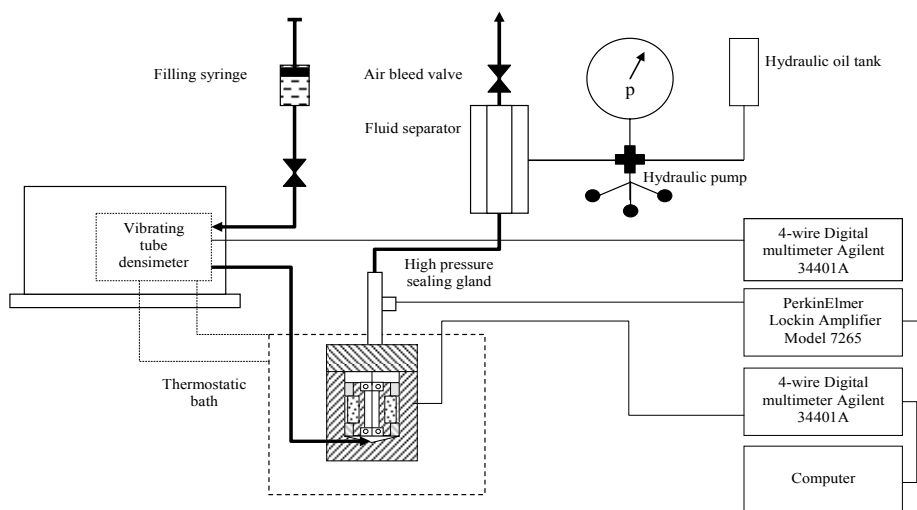 Filling syringe
Air bleed valve
Hydraulic oil tank
p
Fluid separator
Hydraulic pump
Vibrating
tube
densimeter
4-wire Digital
multimeter Agilent
34401A
High pressure
sealing gland
PerkinElmer
Lockin Amplifier
Model 7265
Thermostatic
bath
4-wire Digital
multimeter Agilent
34401A
Computer